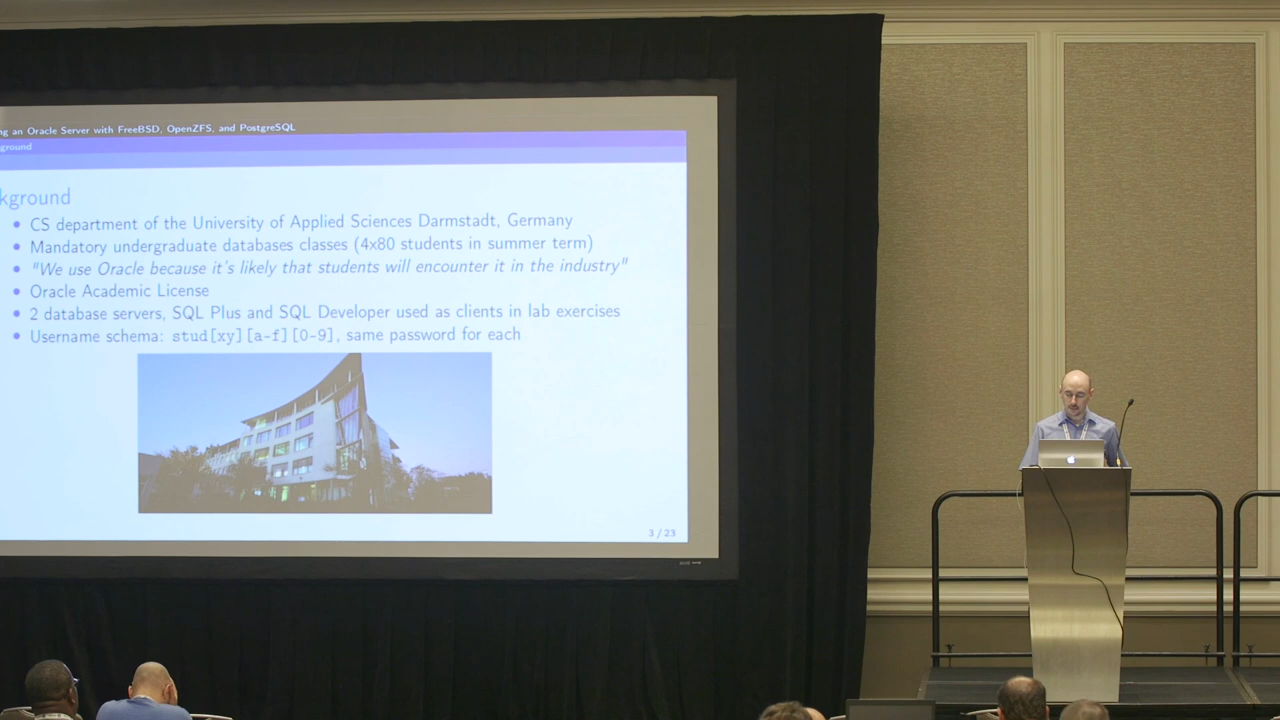 ng an Oracle Server with FreeBSD, OpenZFS, and PostgreSQL
ground
kground
• CS department of the University of Applied Sciences Darmstadt, Germany
• Mandatory undergraduate databases classes (4x80 students in summer term)
• "We use Oracle because it's likely that students will encounter it in the industry"
• Oracle Academic License
• 2 database servers, SQL Plus and SQL Developer used as clients in lab exercises
• Username schema: stud[xy][a-f][0-9], same password for each
3 / 23